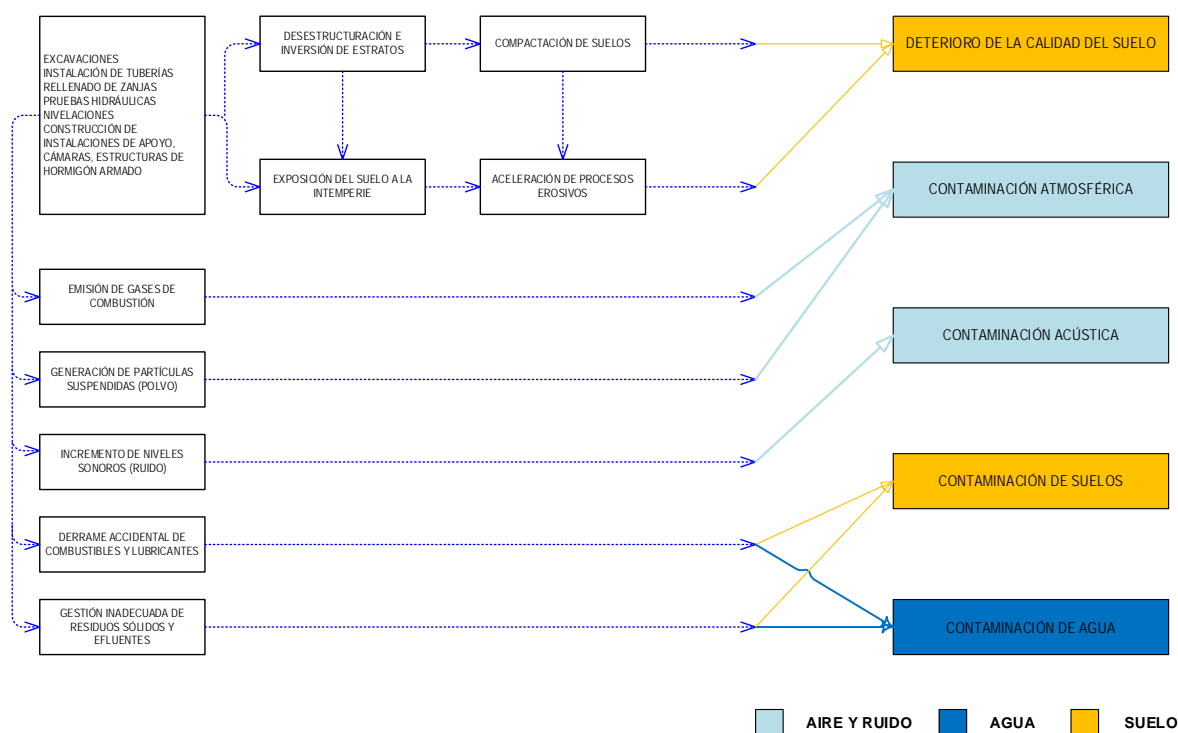 EXCAVACIONES
INSTALACIÓN DE TUBERÍAS
RELLENADO DE ZANJAS
PRUEBAS HIDRÁULICAS
NIVELACIONES
CONSTRUCCIÓN DE
INSTALACIONES DE APOYO,
CÁMARAS, ESTRUCTURAS DE
HORMIGÓN ARMADO
DESESTRUCTURACIÓN E
INVERSIÓN DE ESTRATOS
COMPACTACIÓN DE SUELOS
DETERIORO DE LA CALIDAD DEL SUELO
EXPOSICIÓN DEL SUELO A LA
INTEMPERIE
ACELERACIÓN DE PROCESOS
EROSIVOS
CONTAMINACIÓN ATMOSFÉRICA
EMISIÓN DE GASES DE
COMBUSTIÓN
CONTAMINACIÓN ACÚSTICA
GENERACIÓN DE PARTÍCULAS
SUSPENDIDAS (POLVO)
INCREMENTO DE NIVELES
SONOROS (RUIDO)
CONTAMINACIÓN DE SUELOS
DERRAME ACCIDENTAL DE
COMBUSTIBLES Y LUBRICANTES
GESTIÓN INADECUADA DE
RESIDUOS SÓLIDOS Y
EFLUENTES
CONTAMINACIÓN DE AGUA
AIRE Y RUIDO
AGUA
SUELO